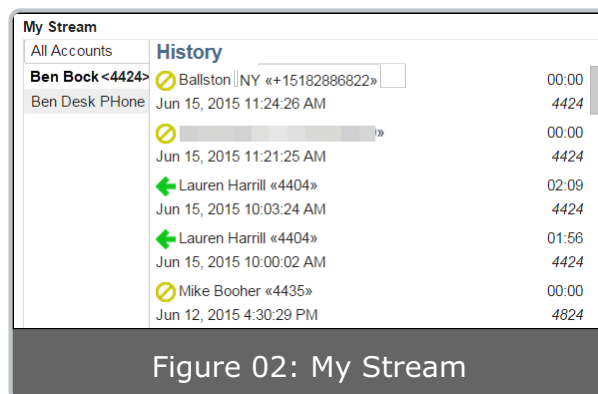 My Stream
All Accounts
History
Ben Bock <4424>
Ballston NY «+15182886822» 00:00
Ben Desk PHone
Jun 15, 2015 11:24:26 AM 4424
» 00:00
Jun 15, 2015 11:21:25 AM 4424
Lauren Harrill «4404» 02:09
Jun 15, 2015 10:03:24 AM 4424
Lauren Harrill «4404» 01:56
Jun 15, 2015 10:00:02 AM 4424
Mike Booher «4435» 00:00
Jun 12, 2015 4:30:29 PM 4824
Figure 02: My Stream